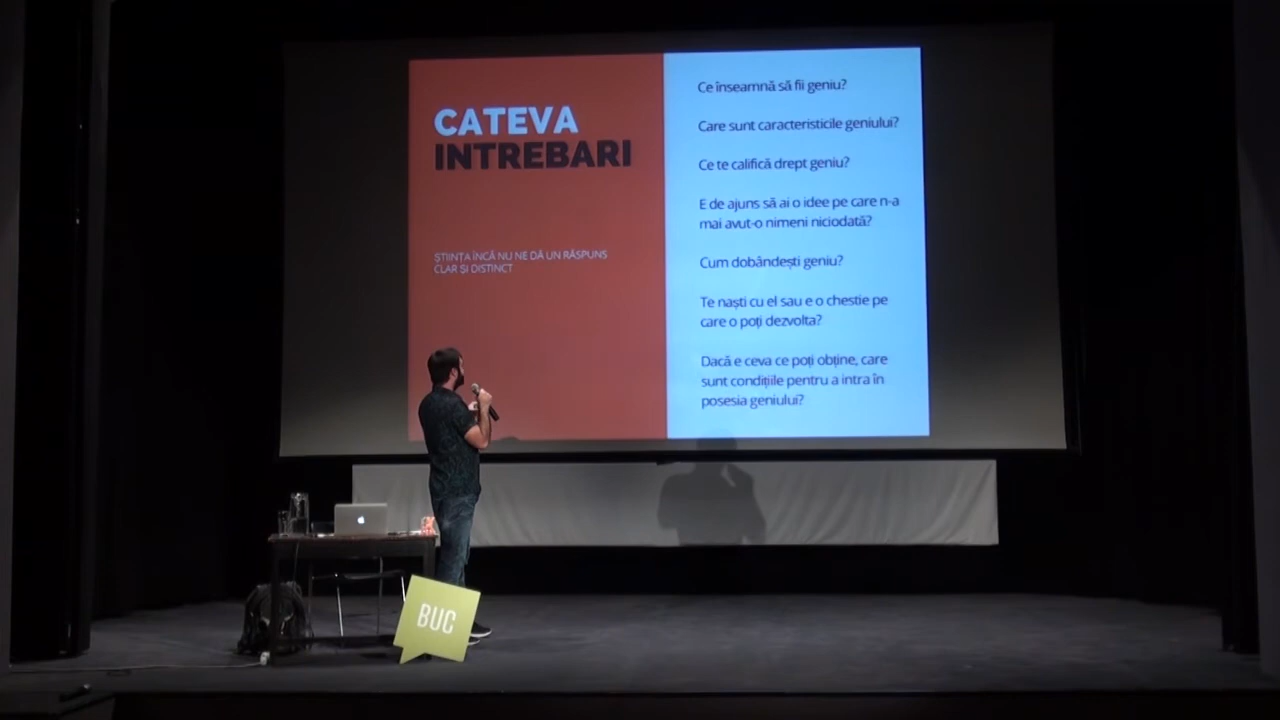 CATEVA
INTREBARI
ȘTIINȚA ÎNCĂ NU NE DĂ UN RĂSPUNS
CLAR ȘI DISTINCT
Ce înseamnă să fii geniu?
Care sunt caracteristicile geniului?
Ce te califică drept geniu?
E de ajuns să ai o idee pe care n-a
mai avut-o nimeni niciodată?
Cum dobândești geniu?
Te naști cu el sau e o chestie pe
care o poți dezvolta?
Dacă e ceva ce poți obține, care
sunt condițiile pentru a intra în
posesia geniului?
BUC